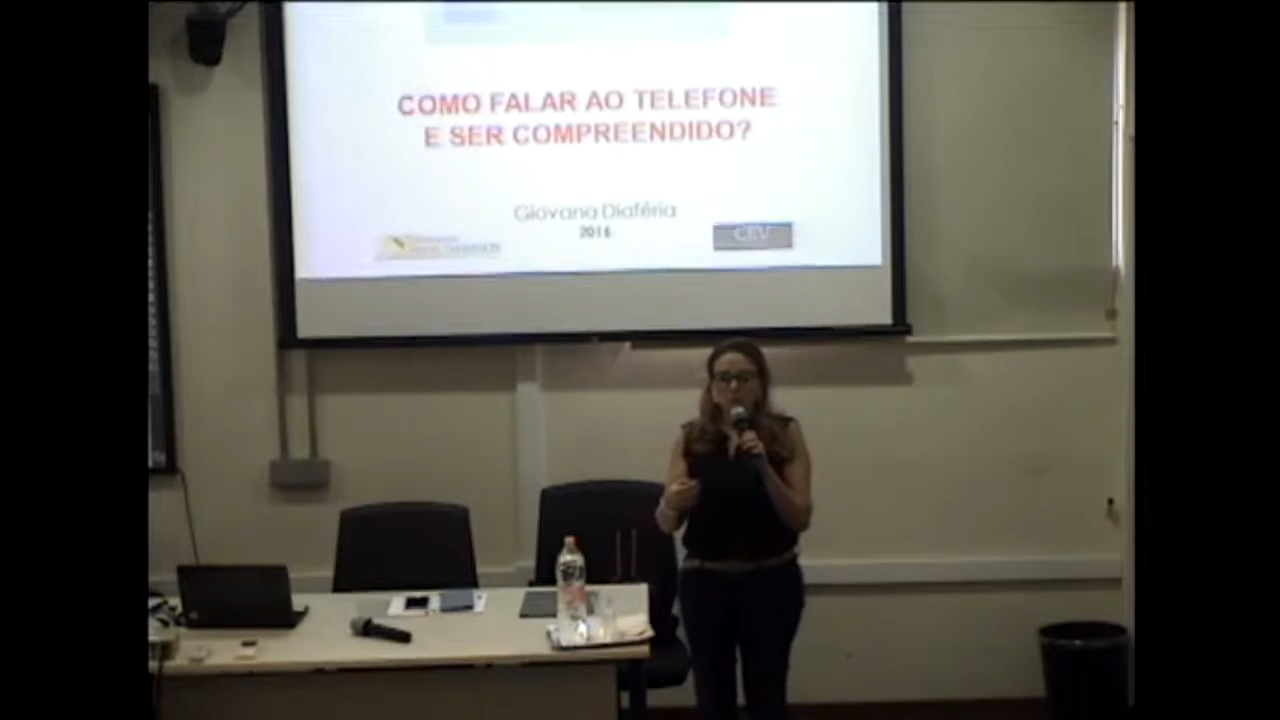 COMO FALAR AO TELEFONE
E SER COMPREENDIDO?
Giovana Diaféria
2016
CEV